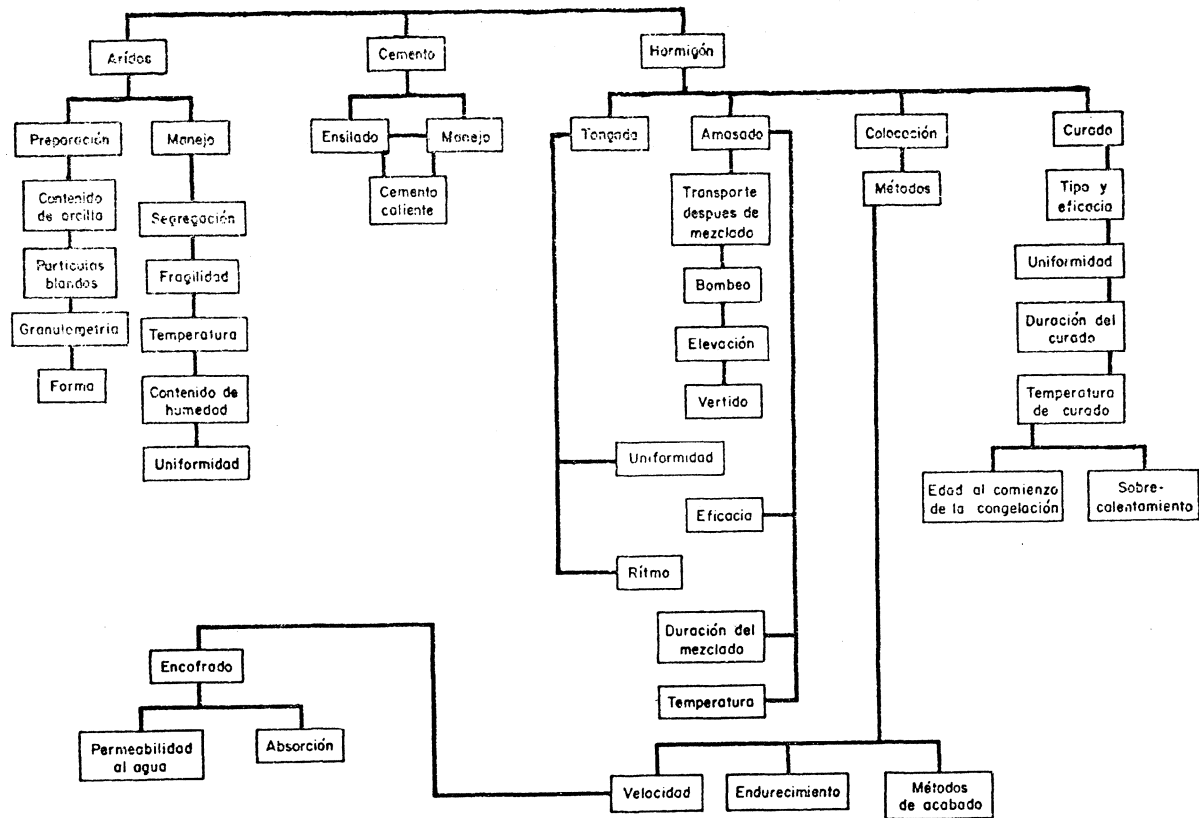 Aridos
Cemento
Hormigón
Preparación
Manejo
Ensilado
Manejo
Tongada
Amasado
Colocación
Curado
Contenido
de arcilla
Segregación
Cemento
caliente
Transporte
despues de
mezclado
Métodos
Tipo y
eficacia
Partículas
blandas
Fragilidad
Bombeo
Uniformidad
Granulometria
Temperatura
Elevación
Duración del
curado
Forma
Contenido de
humedad
Vertido
Temperatura
de curado
Uniformidad
Uniformidad
Edad al comienzo
de la congelación
Sobre-
calentamiento
Eficacia
Rítmo
Duración del
mezclado
Encofrado
Temperatura
Permeabilidad
al agua
Absorción
Velocidad
Endurecimiento
Métodos
de acabado